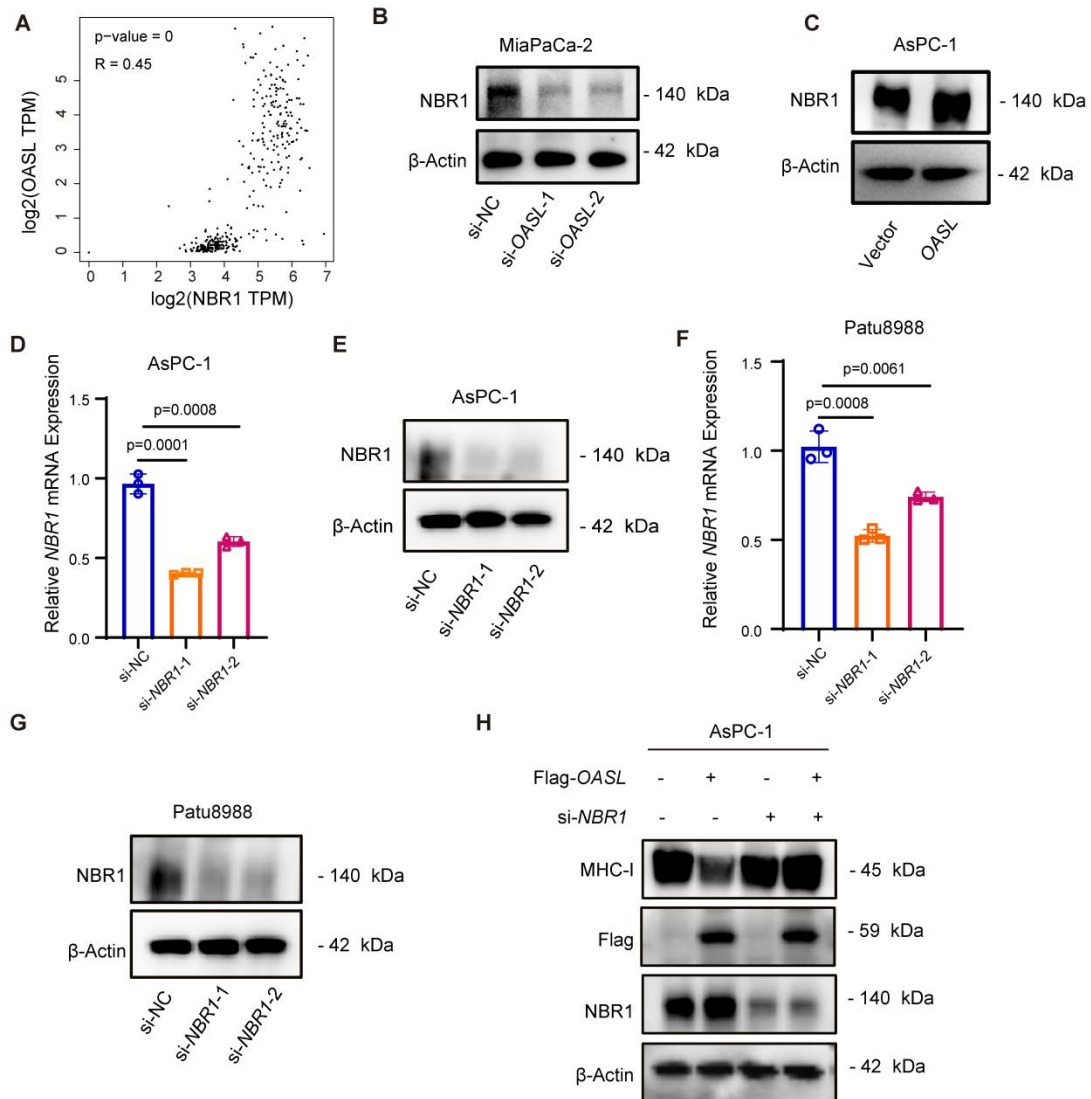 A
p-value = 0
R = 0.45
log2(OASL TPM)
5
4
3
2
1
0
0 1 2 3 4 5 6 7
log2(NBR1 TPM)
B
MiaPaCa-2
NBR1
- 140 kDa
β-Actin
- 42 kDa
si-NC
si-OASL-1
si-OASL-2
C
AsPC-1
NBR1
- 140 kDa
β-Actin
- 42 kDa
Vector
OASL
D
AsPC-1
Relative NBR1 mRNA Expression
1.5
1.0
0.5
0.0
p=0.0008
p=0.0001
si-NC
si-NBR1-1
si-NBR1-2
E
AsPC-1
NBR1
- 140 kDa
β-Actin
- 42 kDa
si-NC
si-NBR1-1
si-NBR1-2
F
Patu8988
Relative NBR1 mRNA Expression
1.5
1.0
0.5
0.0
p=0.0061
p=0.0008
si-NC
si-NBR1-1
si-NBR1-2
G
Patu8988
NBR1
- 140 kDa
β-Actin
- 42 kDa
si-NC
si-NBR1-1
si-NBR1-2
H
AsPC-1
Flag-OASL - + - +
si-NBR1 - - + +
MHC-I
- 45 kDa
Flag
- 59 kDa
NBR1
- 140 kDa
β-Actin
- 42 kDa